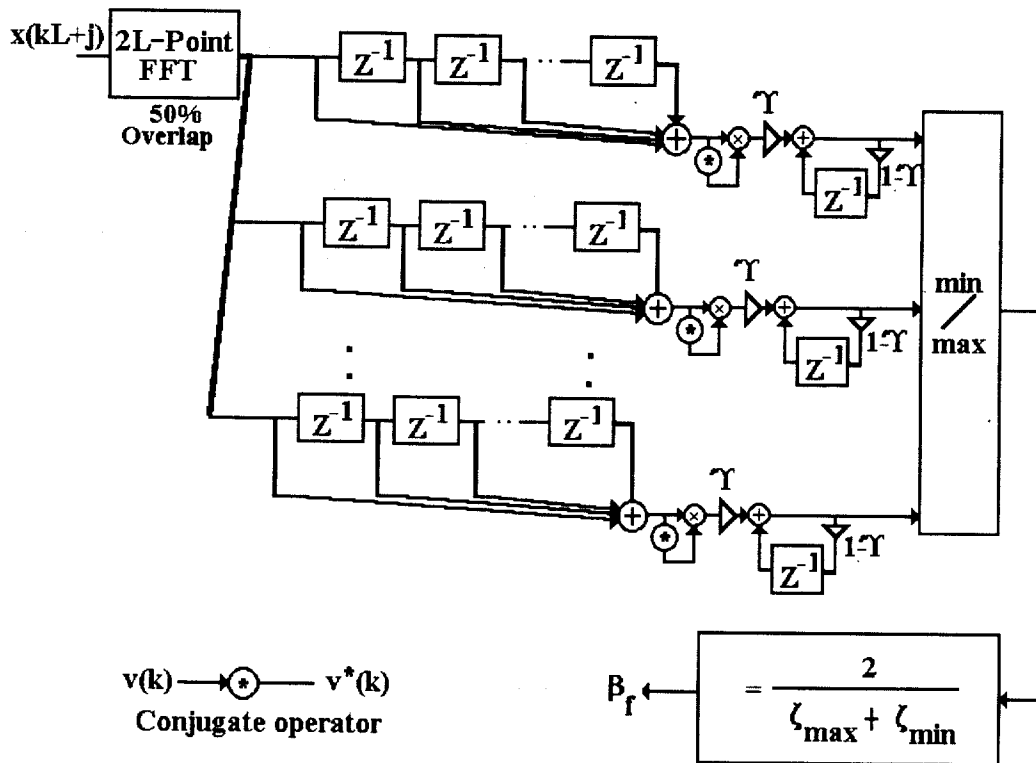 x(kL+j)
2L-Point
FFT
50%
Overlap
Z⁻¹ Z⁻¹ ... Z⁻¹
+ * × ϒ + Z⁻¹ 1-ϒ
Z⁻¹ Z⁻¹ ... Z⁻¹
+ * × ϒ + Z⁻¹ 1-ϒ
Z⁻¹ Z⁻¹ ... Z⁻¹
+ * × ϒ + Z⁻¹ 1-ϒ
min
/
max
v(k) * v*(k)
Conjugate operator
β_f = 2 / (ζ_max + ζ_min)